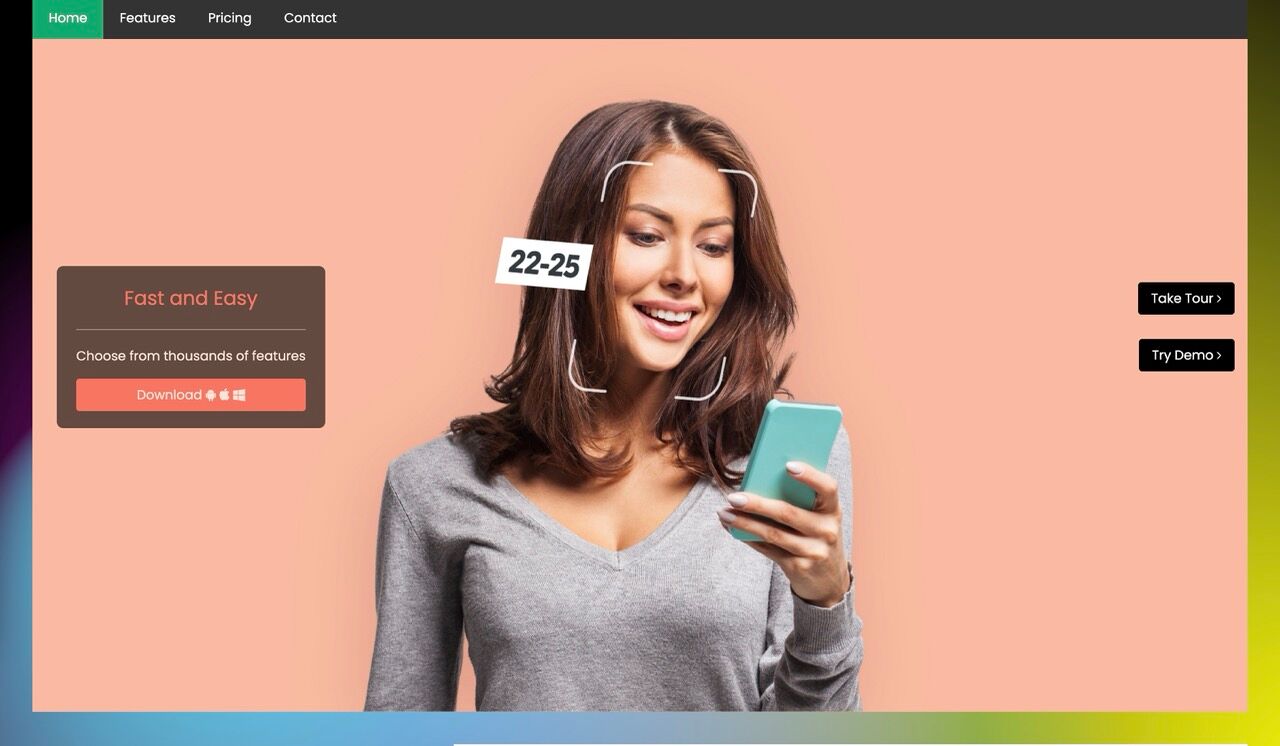 Home
Features
Pricing
Contact
22-25
Fast and Easy
Choose from thousands of features
Download
Take Tour
Try Demo